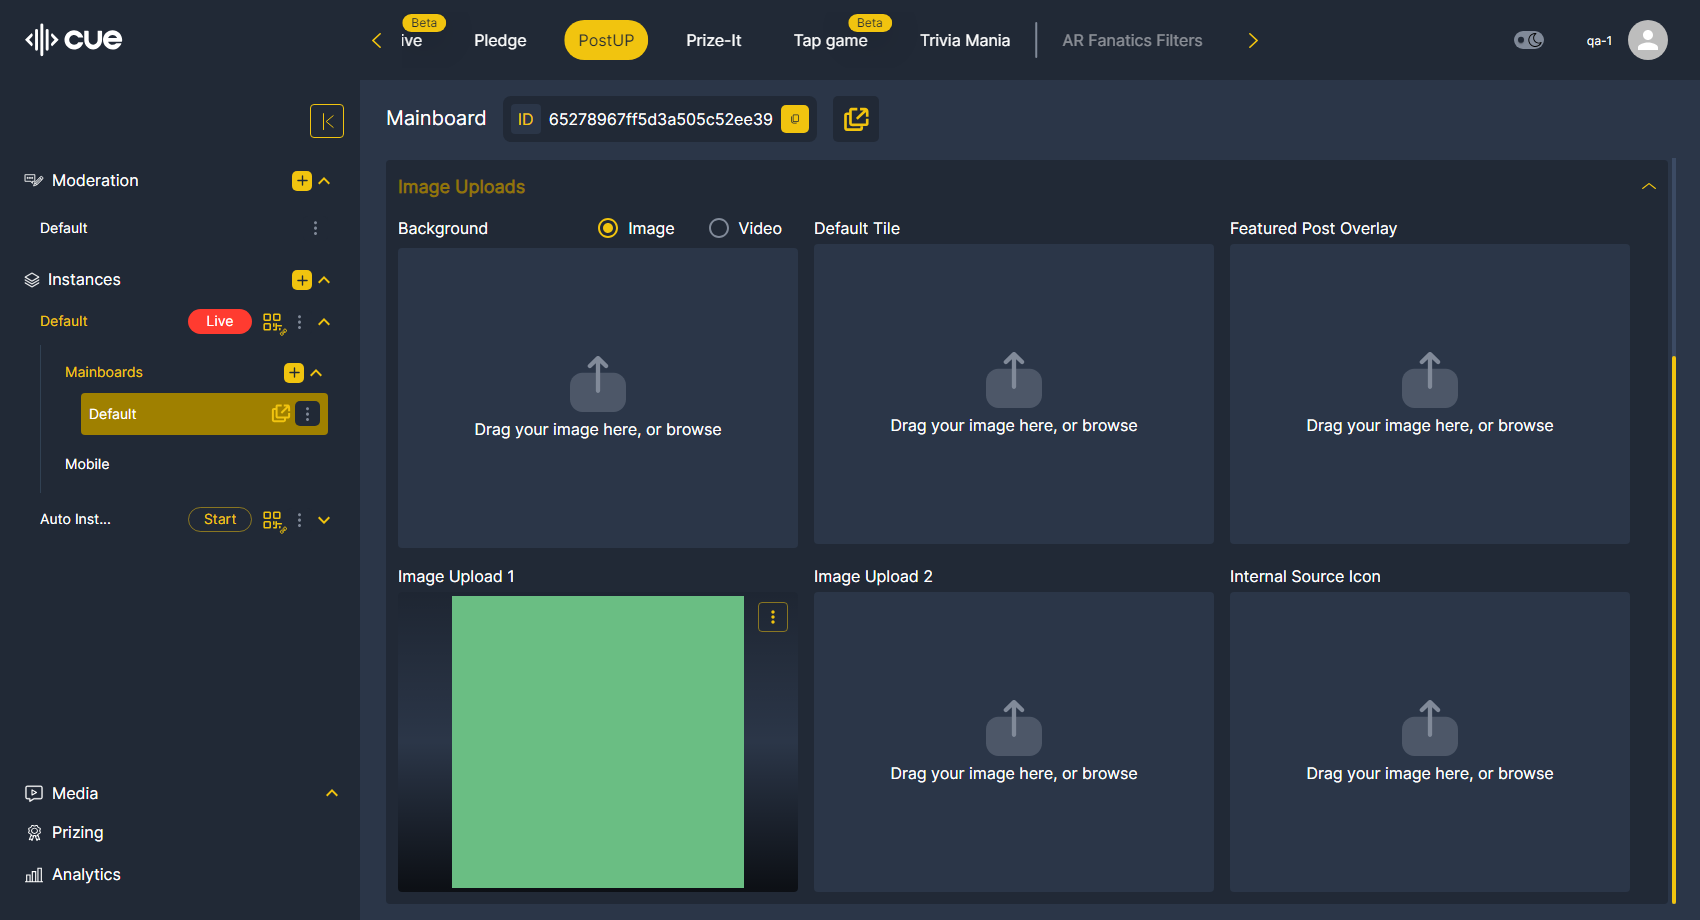 cue
ive
Beta
Pledge
PostUP
Prize-It
Tap game
Beta
Trivia Mania
AR Fanatics Filters
qa-1
Mainboard
ID
65278967ff5d3a505c52ee39
Moderation
Default
Instances
Default
Live
Mainboards
Default
Mobile
Auto Inst...
Start
Media
Prizing
Analytics
Image Uploads
Background
Image
Video
Default Tile
Featured Post Overlay
Drag your image here, or browse
Drag your image here, or browse
Drag your image here, or browse
Image Upload 1
Image Upload 2
Internal Source Icon
Drag your image here, or browse
Drag your image here, or browse